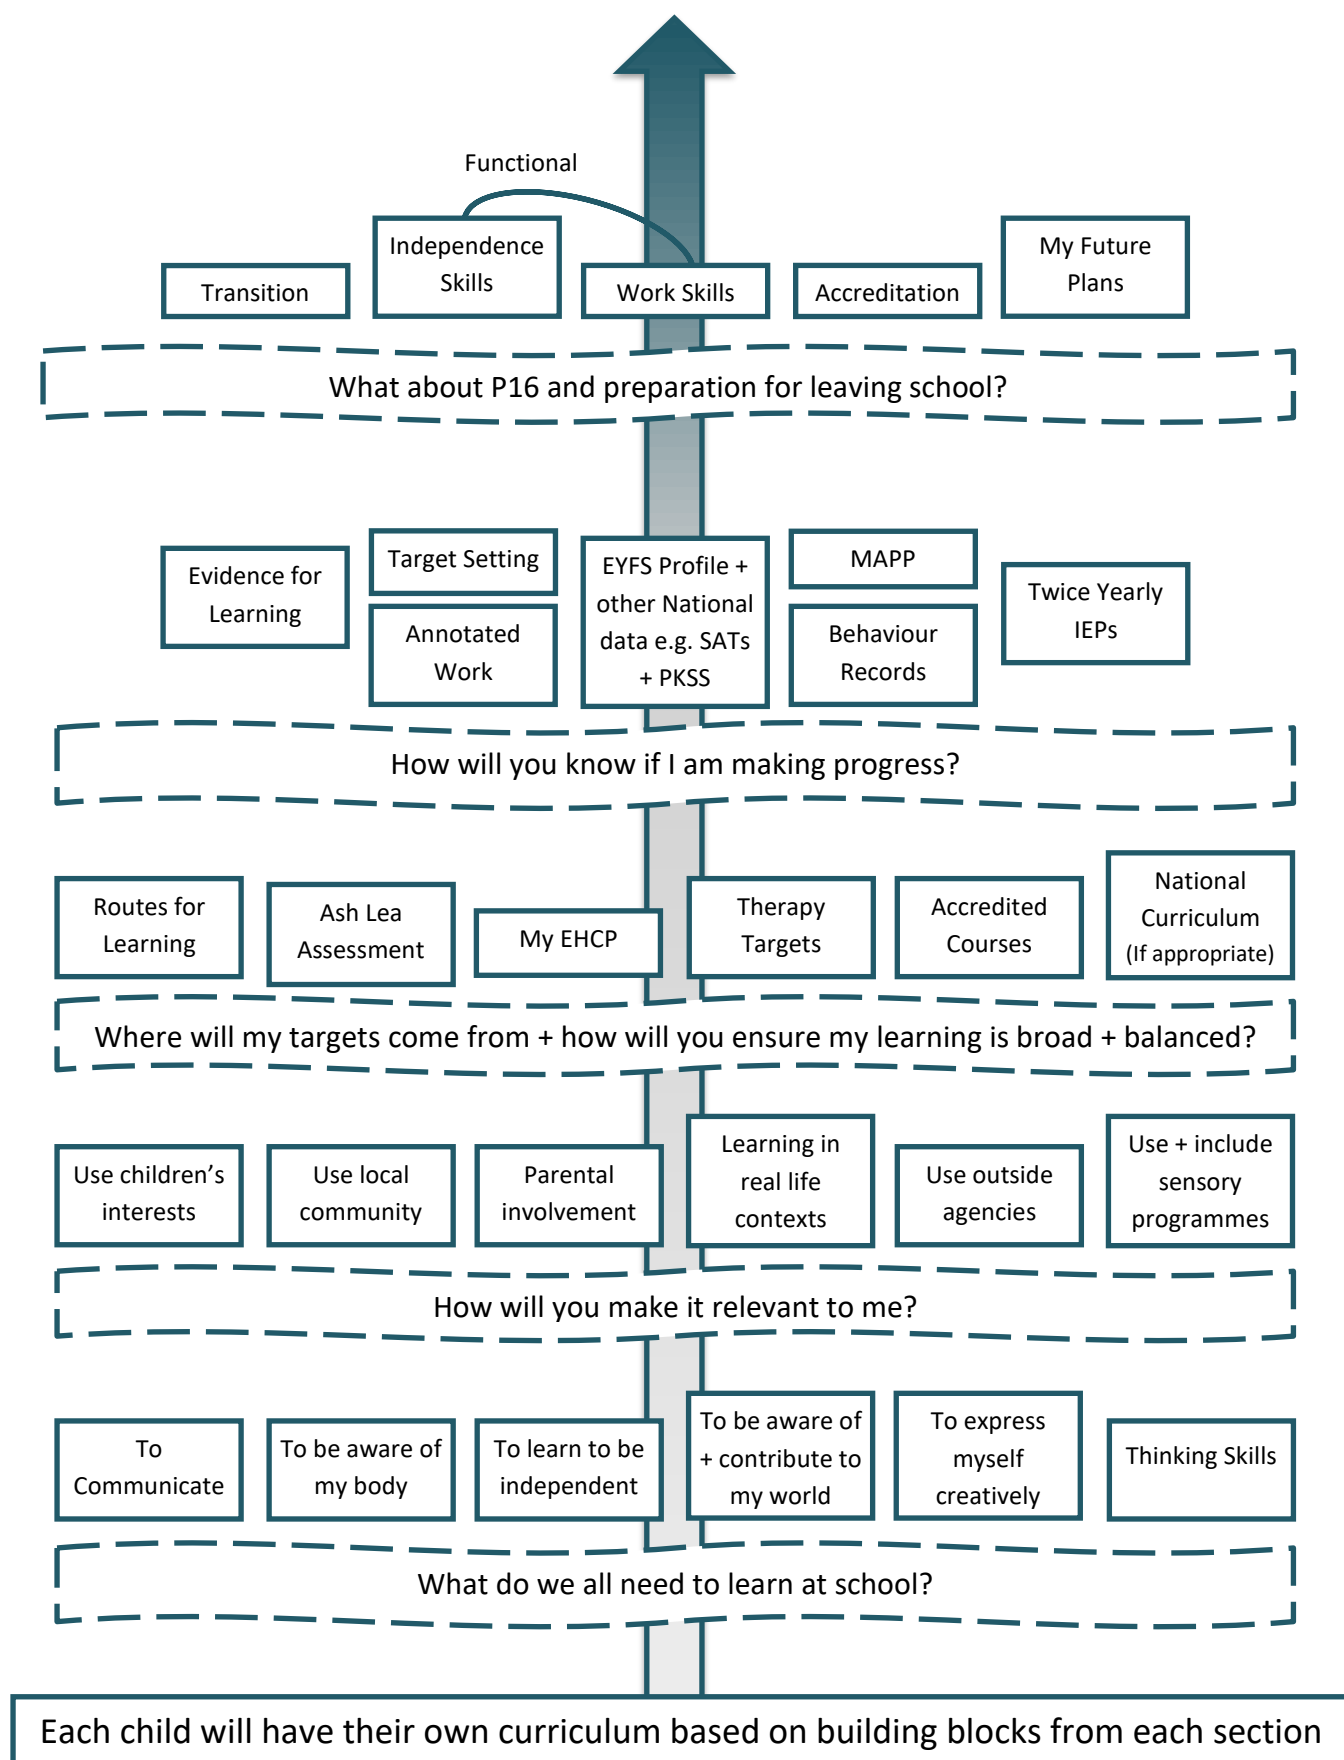 Functional
Independence
Skills
My Future
Plans
Transition
Work Skills
Accreditation
What about P16 and preparation for leaving school?
Evidence for
Learning
Target Setting
Annotated
Work
EYFS Profile +
other National
data e.g. SATs
+ PKSS
MAPP
Behaviour
Records
Twice Yearly
IEPs
How will you know if I am making progress?
Routes for
Learning
Ash Lea
Assessment
My EHCP
Therapy
Targets
Accredited
Courses
National
Curriculum
(If appropriate)
Where will my targets come from + how will you ensure my learning is broad + balanced?
Use children’s
interests
Use local
community
Parental
involvement
Learning in
real life
contexts
Use outside
agencies
Use + include
sensory
programmes
How will you make it relevant to me?
To
Communicate
To be aware of
my body
To learn to be
independent
To be aware of
+ contribute to
my world
To express
myself
creatively
Thinking Skills
What do we all need to learn at school?
Each child will have their own curriculum based on building blocks from each section